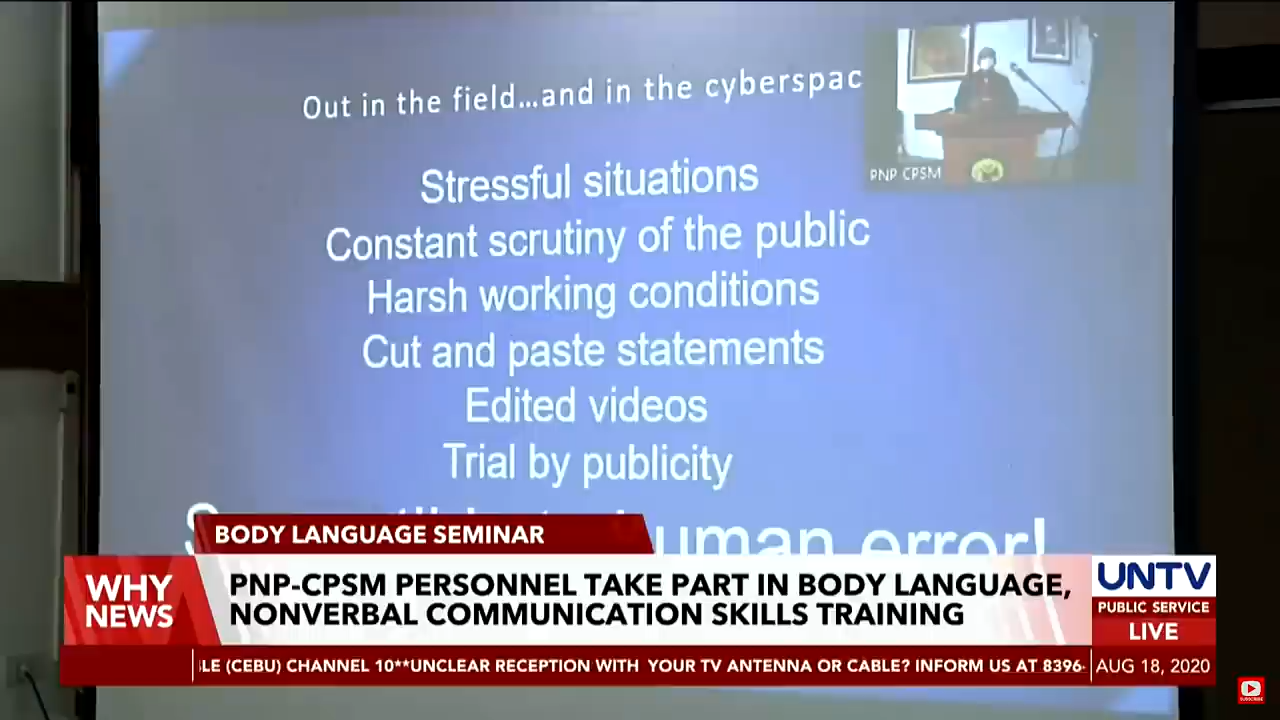 Out in the field...and in the cyberspac
PNP CPSM
Stressful situations
Constant scrutiny of the public
Harsh working conditions
Cut and paste statements
Edited videos
Trial by publicity
human error!
BODY LANGUAGE SEMINAR
WHY
NEWS
PNP-CPSM PERSONNEL TAKE PART IN BODY LANGUAGE,
NONVERBAL COMMUNICATION SKILLS TRAINING
UNTV
PUBLIC SERVICE
LIVE
LE (CEBU) CHANNEL 10**UNCLEAR RECEPTION WITH YOUR TV ANTENNA OR CABLE? INFORM US AT 8396-
AUG 18, 2020
SUBSCRIBE